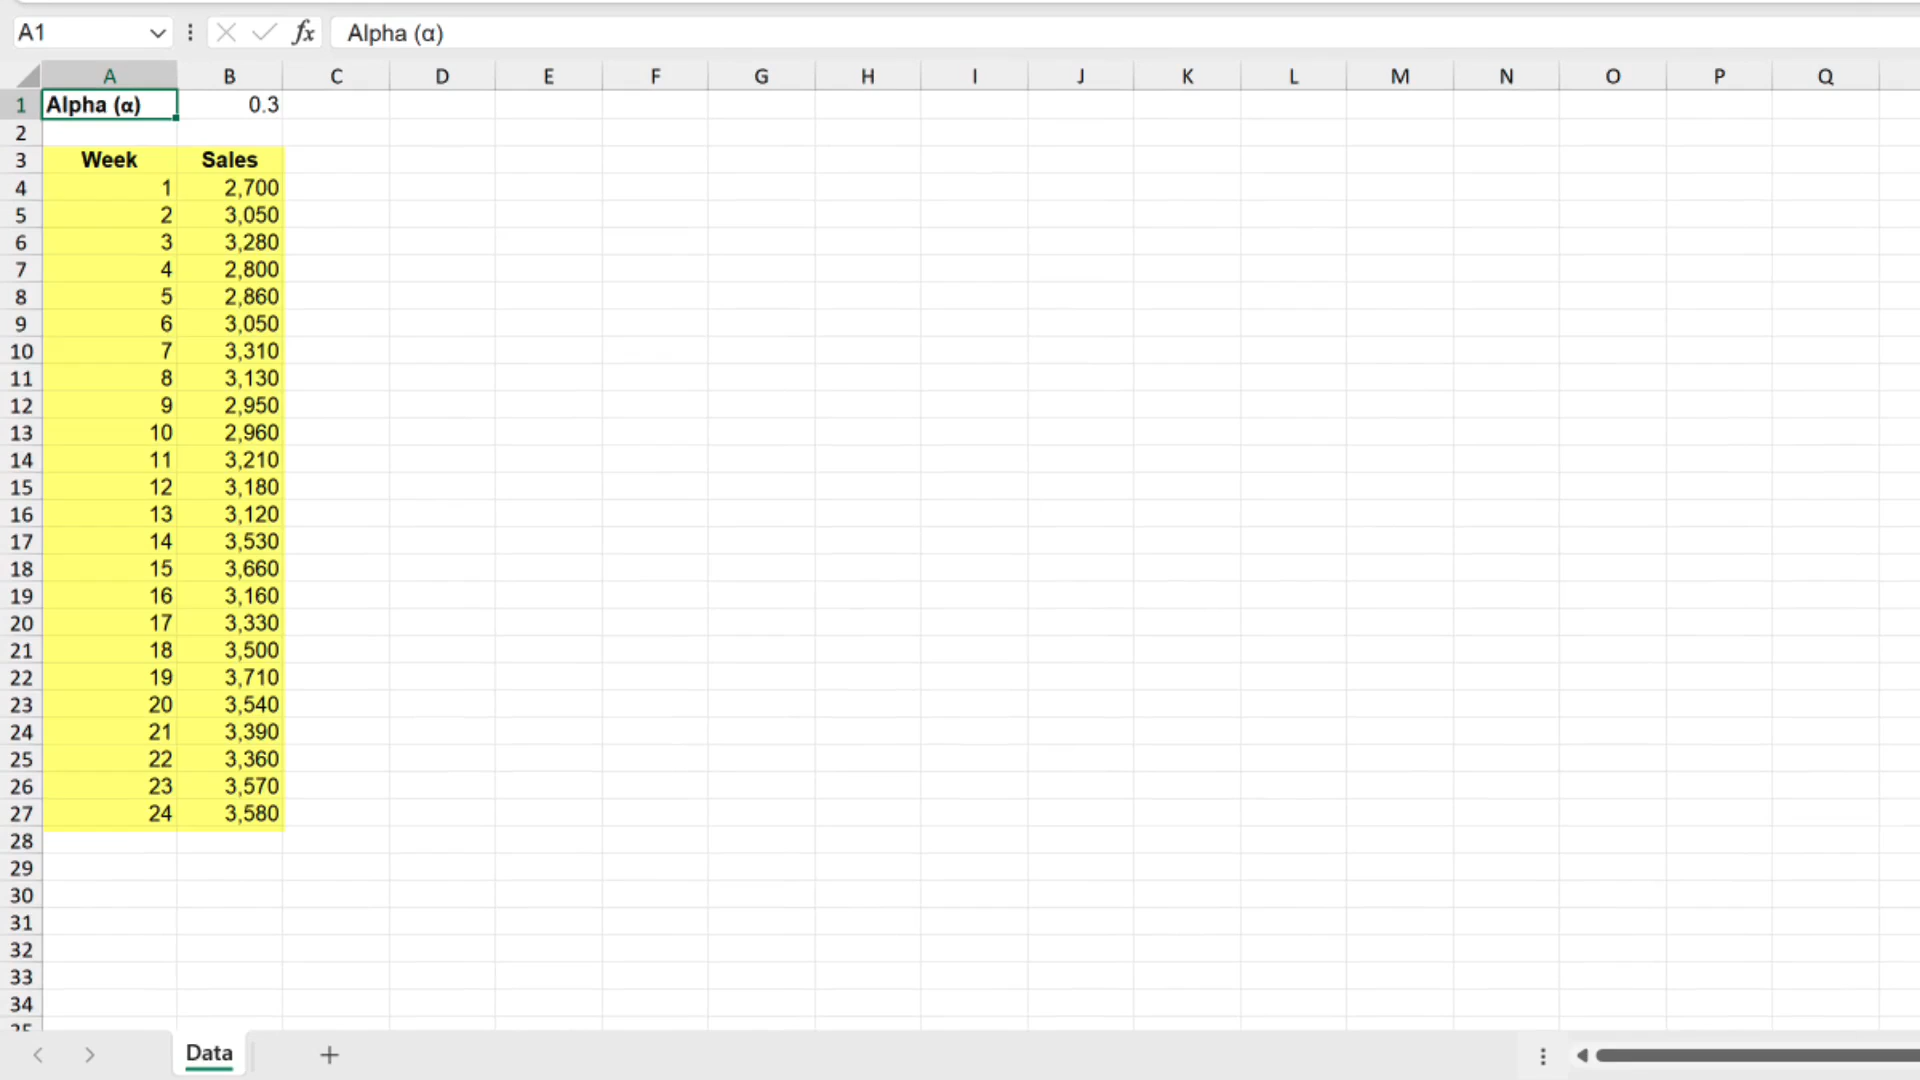 A1 fx Alpha (α)
A B C D E F G H I J K L M N O P Q
1 Alpha (α) 0.3
2
3 Week Sales
4 1 2,700
5 2 3,050
6 3 3,280
7 4 2,800
8 5 2,860
9 6 3,050
10 7 3,310
11 8 3,130
12 9 2,950
13 10 2,960
14 11 3,210
15 12 3,180
16 13 3,120
17 14 3,530
18 15 3,660
19 16 3,160
20 17 3,330
21 18 3,500
22 19 3,710
23 20 3,540
24 21 3,390
25 22 3,360
26 23 3,570
27 24 3,580
28
29
30
31
32
33
34
35
Data